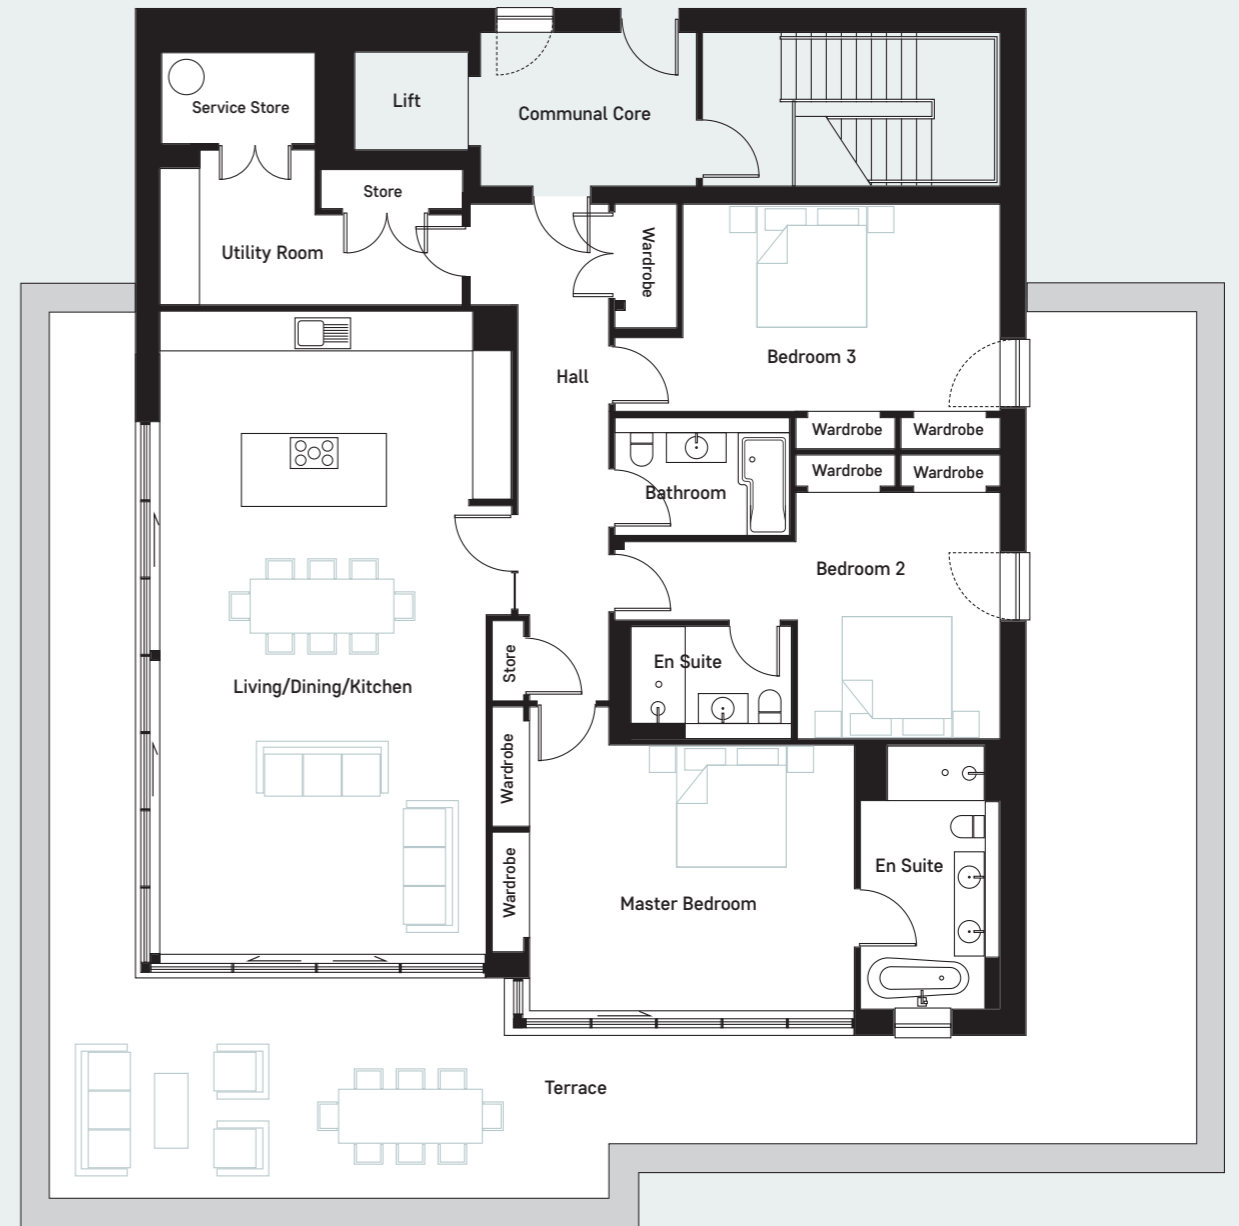 Service Store
Lift
Communal Core
Store
Utility Room
Wardrobe
Bedroom 3
Hall
Wardrobe
Wardrobe
Wardrobe
Wardrobe
Bathroom
Bedroom 2
En Suite
Store
Living/Dining/Kitchen
Wardrobe
Wardrobe
En Suite
Master Bedroom
Terrace